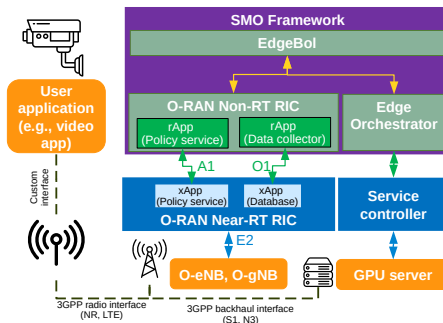 SMO Framework
EdgeBol
User
application
(e.g., video
app)
O-RAN Non-RT RIC
rApp
(Policy service)
rApp
(Data collector)
Edge
Orchestrator
A1
O1
Custom
interface
xApp
(Policy service)
xApp
(Database)
O-RAN Near-RT RIC
Service
controller
E2
O-eNB, O-gNB
GPU server
3GPP radio interface
(NR, LTE)
3GPP backhaul interface
(S1, N3)